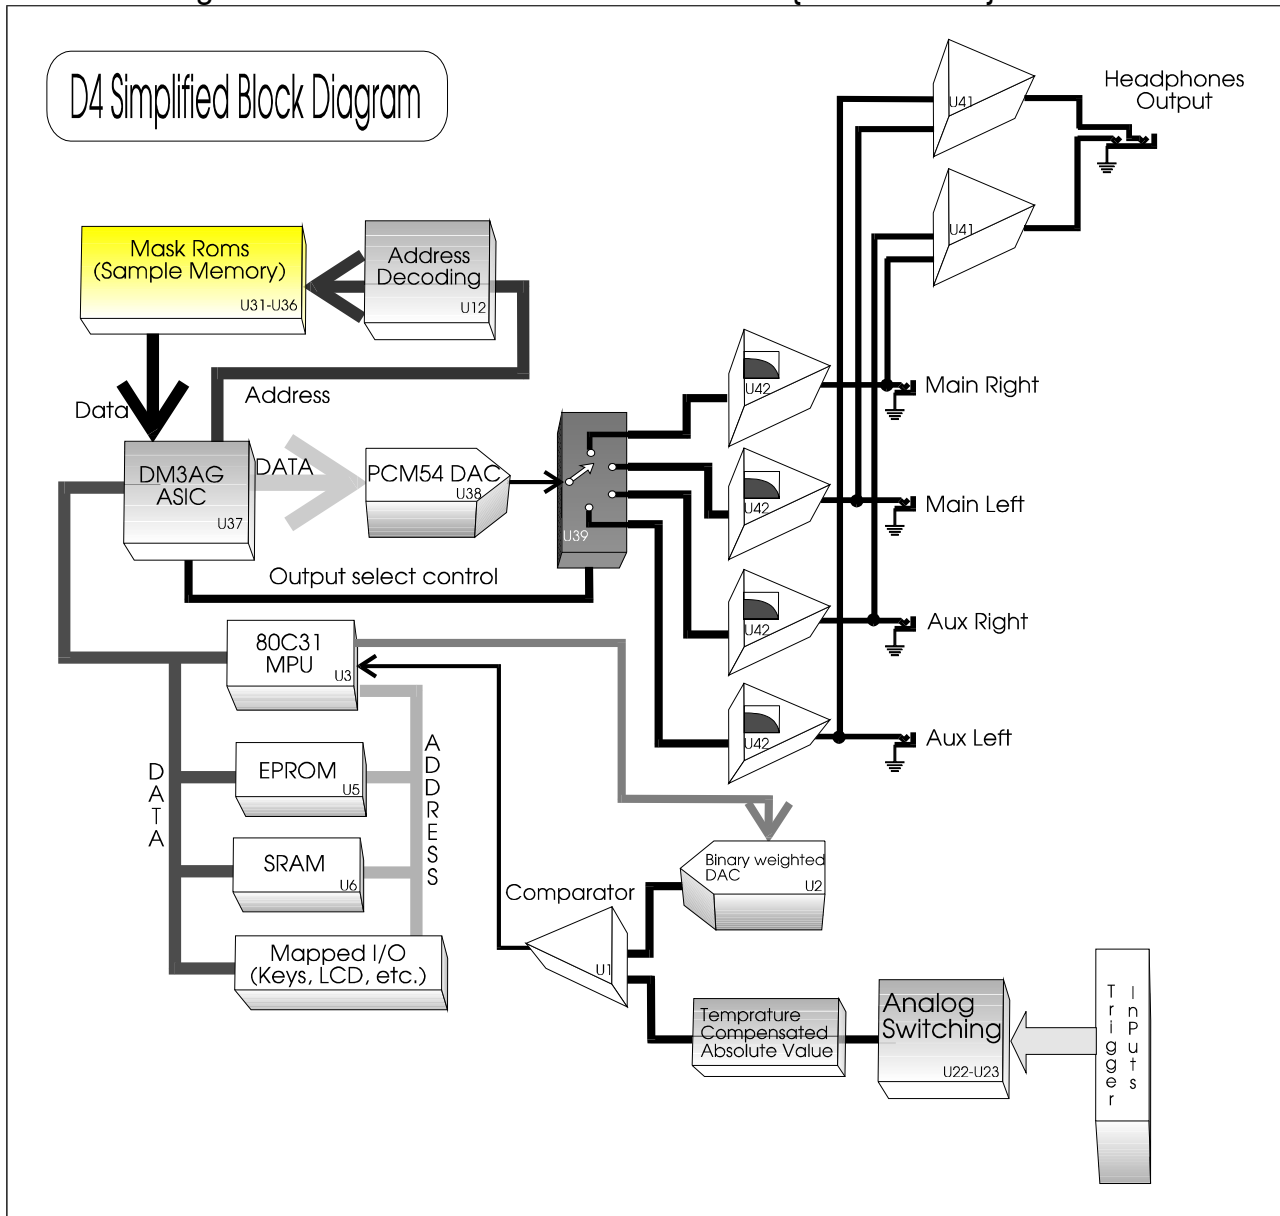 D4 Simplified Block Diagram
Headphones
Output
U41
U41
Mask Roms
(Sample Memory)
U31-U36
Address
Decoding
U12
Address
Data
DM3AG
ASIC
U37
DATA
PCM54 DAC
U38
U39
Output select control
U42
Main Right
U42
Main Left
U42
Aux Right
U42
Aux Left
80C31
MPU
U3
EPROM
U5
SRAM
U6
Mapped I/O
(Keys, LCD, etc.)
DATA
ADDRESS
Comparator
U1
Binary weighted
DAC
U2
Temprature
Compensated
Absolute Value
Analog
Switching
U22-U23
Trigger
InPuts